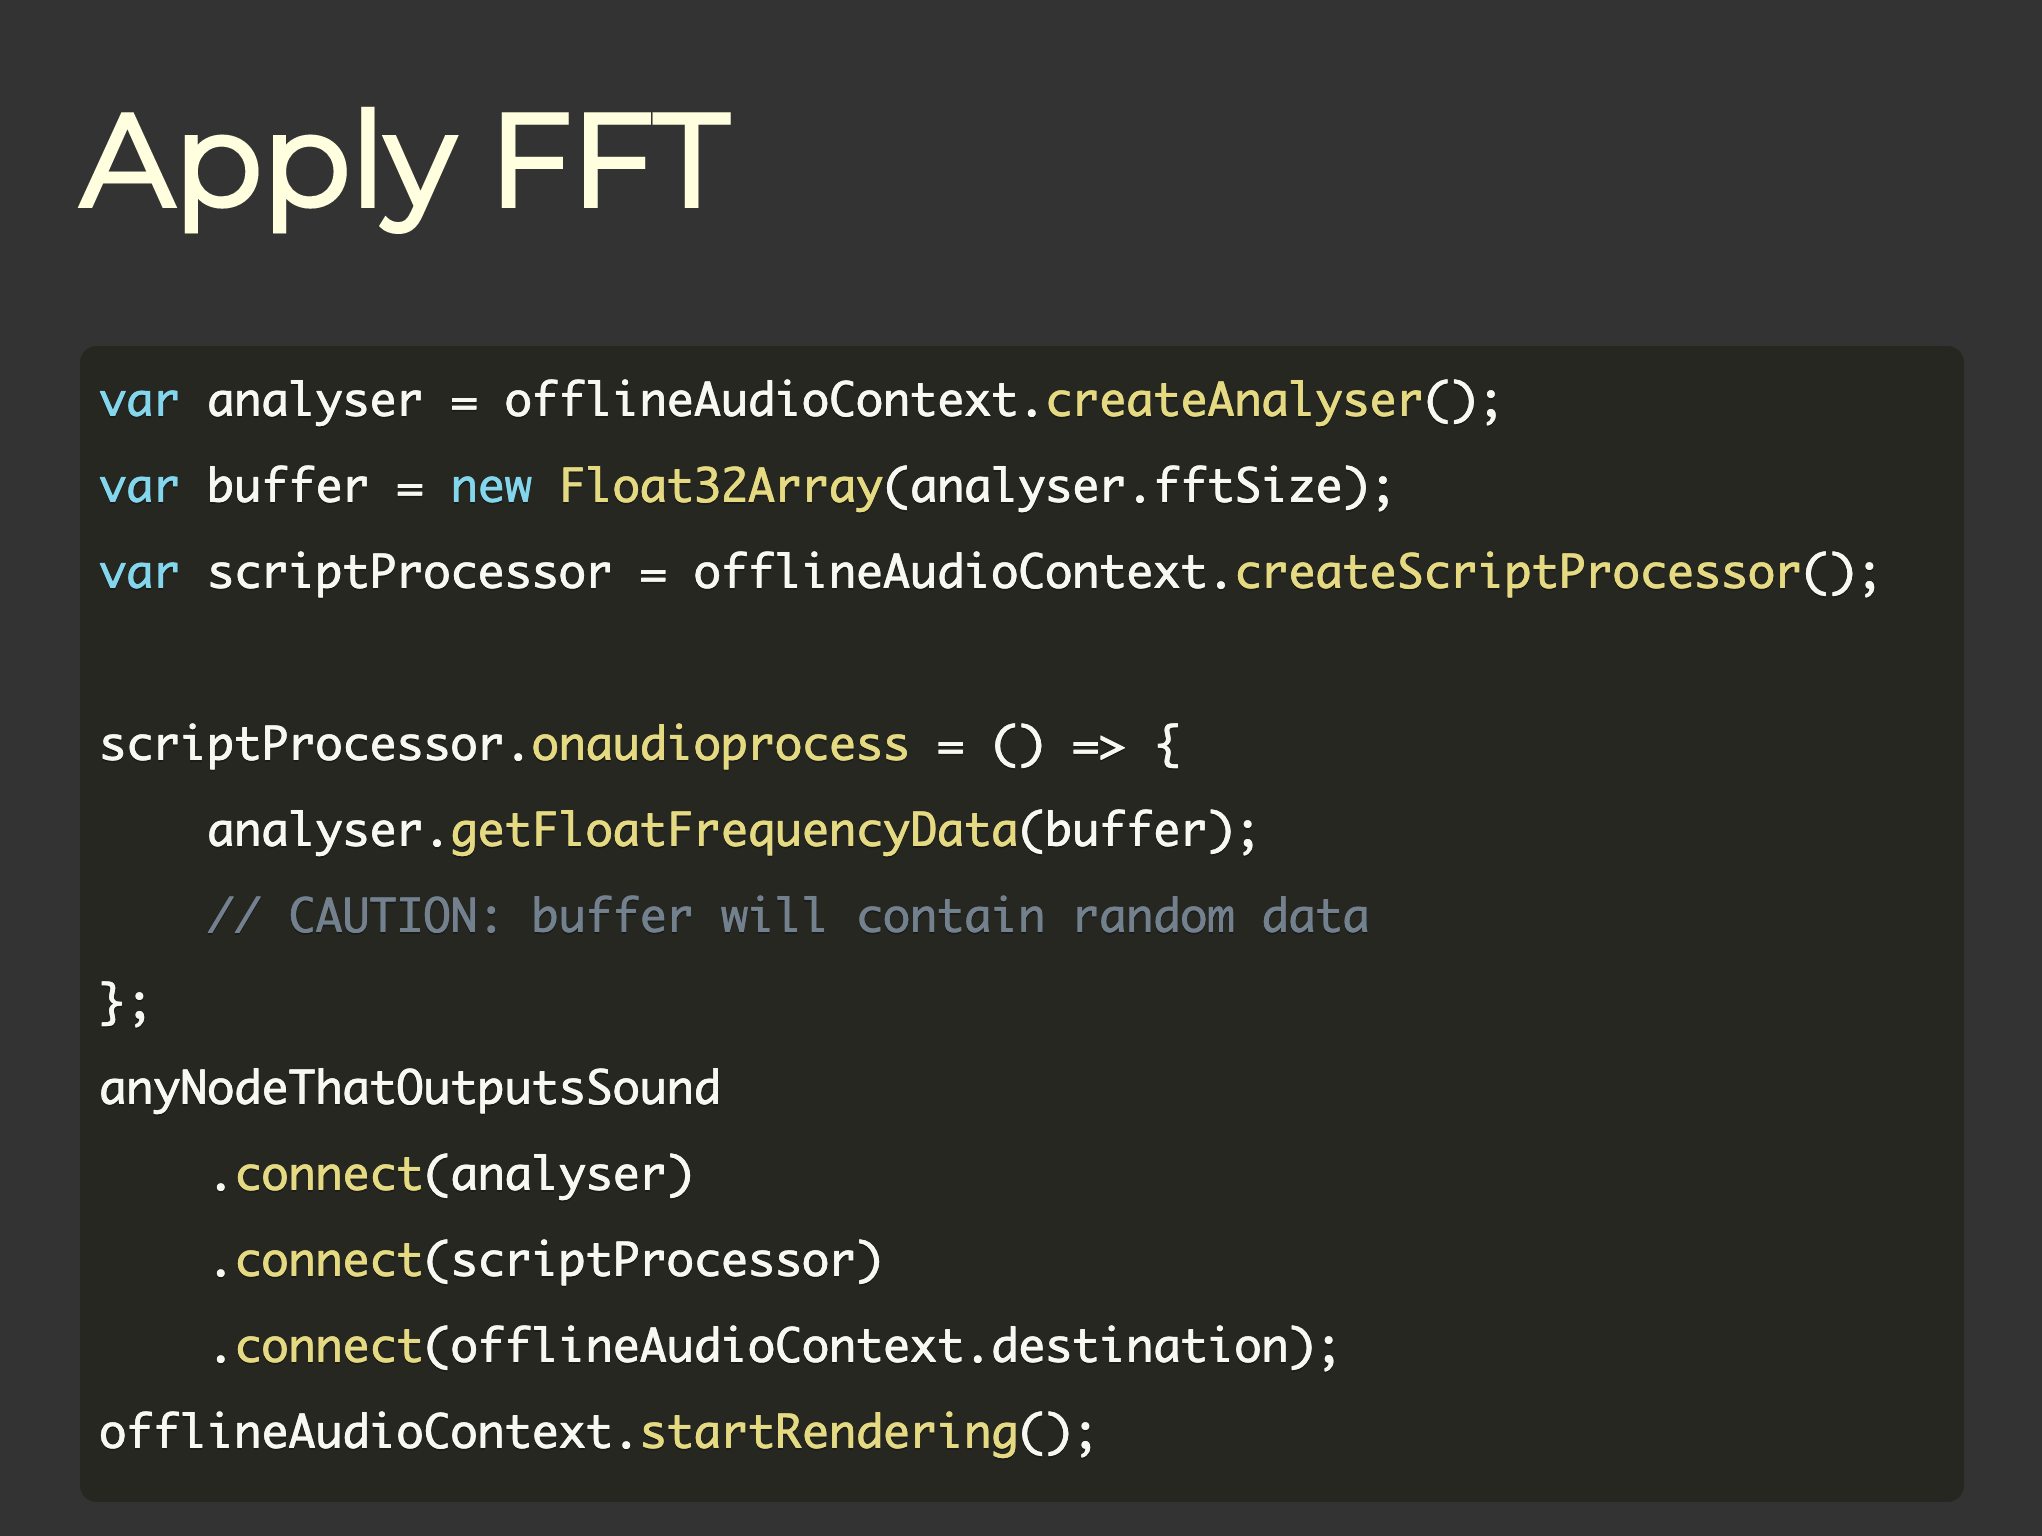 Apply FFT
var analyser = offlineAudioContext.createAnalyser();
var buffer = new Float32Array(analyser.fftSize);
var scriptProcessor = offlineAudioContext.createScriptProcessor();

scriptProcessor.onaudioprocess = () => {
    analyser.getFloatFrequencyData(buffer);
    // CAUTION: buffer will contain random data
};
anyNodeThatOutputsSound
    .connect(analyser)
    .connect(scriptProcessor)
    .connect(offlineAudioContext.destination);
offlineAudioContext.startRendering();